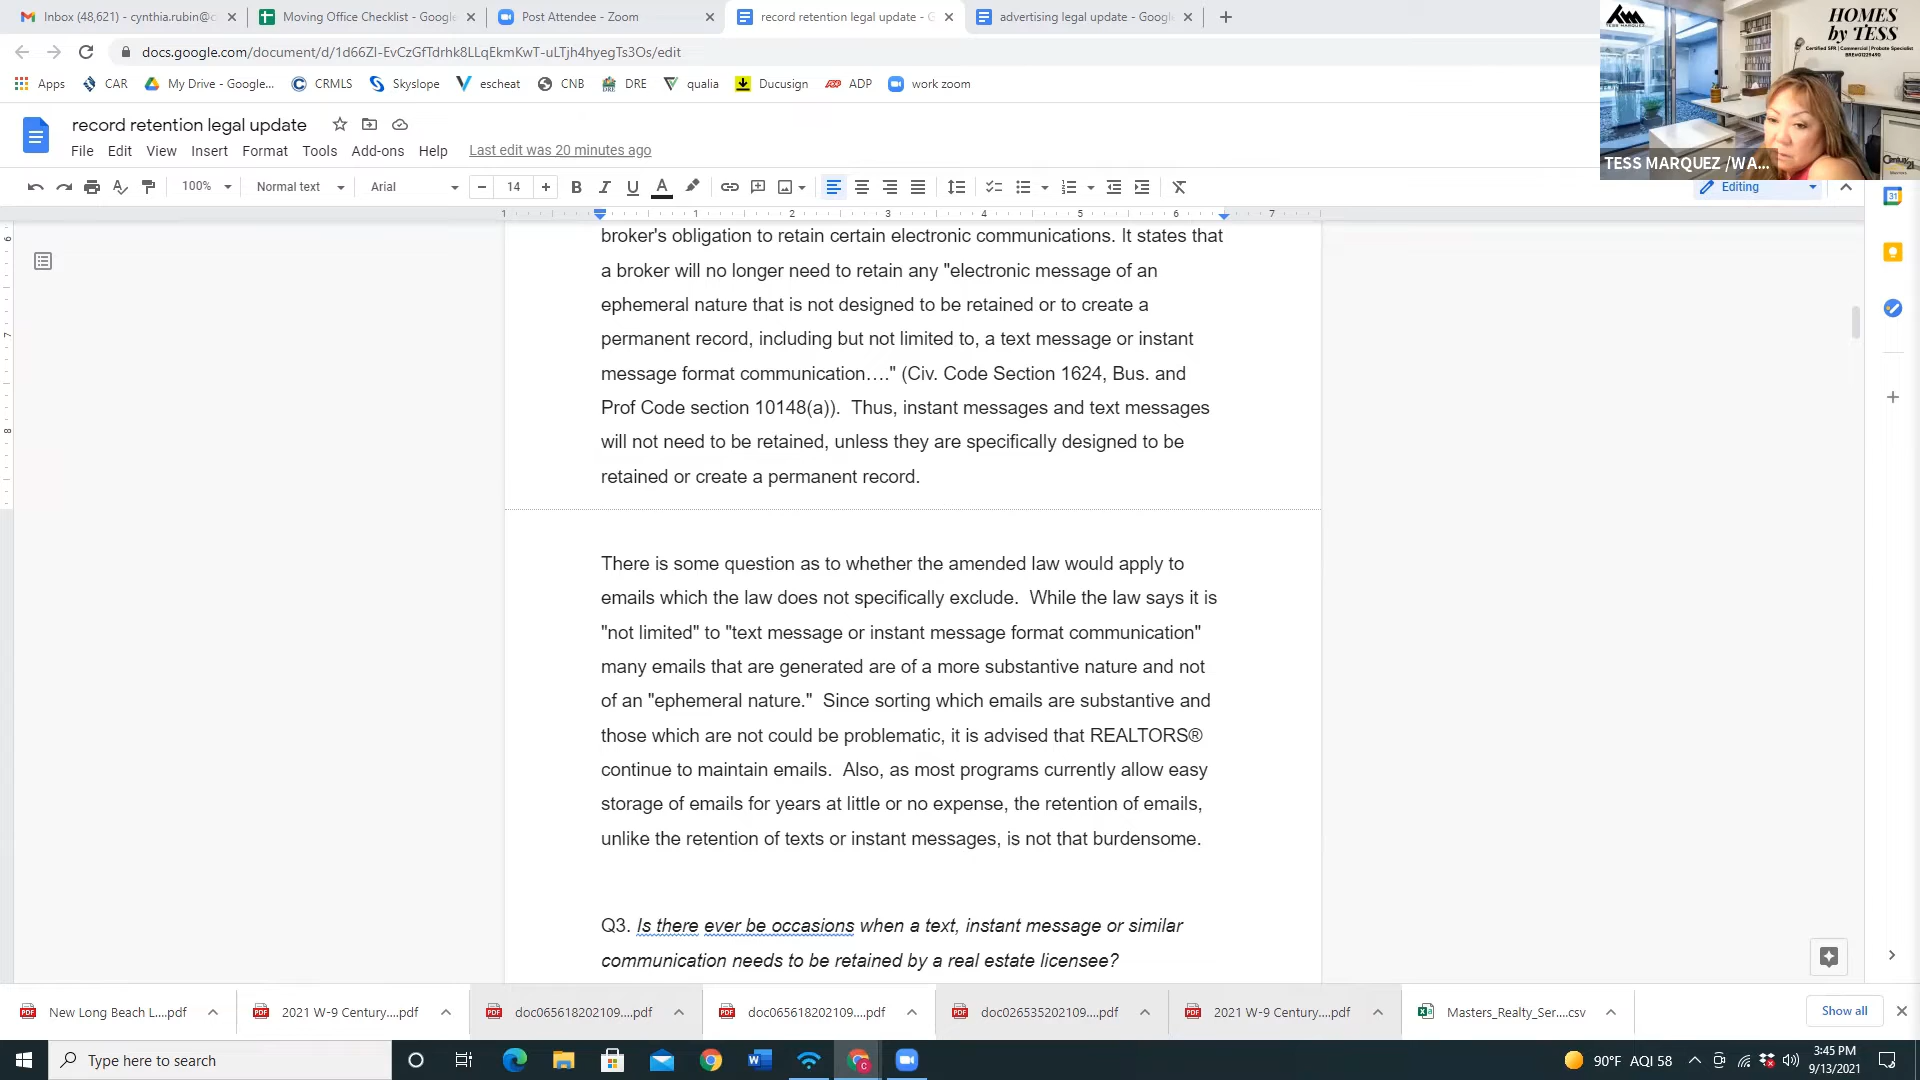 Inbox (48,621) - cynthia.rubin@c
Moving Office Checklist - Google
Post Attendee - Zoom
record retention legal update - G
advertising legal update - Googl
docs.google.com/document/d/1d66ZI-EvCzGfTdrhk8LLqEkmKwT-uLTjh4hyegTs3Os/edit
Apps
CAR
My Drive - Google...
CRMLS
Skyslope
escheat
CNB
DRE
qualia
Ducusign
ADP
work zoom
HOMES
by TESS
Certified SFR | Commercial | Probate Specialist
TESS MARQUEZ /WA...
record retention legal update
File Edit View Insert Format Tools Add-ons Help Last edit was 20 minutes ago
100% Normal text Arial 14 Editing
1 1 2 3 4 5 6 7
broker's obligation to retain certain electronic communications. It states that
a broker will no longer need to retain any "electronic message of an
ephemeral nature that is not designed to be retained or to create a
permanent record, including but not limited to, a text message or instant
message format communication…." (Civ. Code Section 1624, Bus. and
Prof Code section 10148(a)).  Thus, instant messages and text messages
will not need to be retained, unless they are specifically designed to be
retained or create a permanent record.
There is some question as to whether the amended law would apply to
emails which the law does not specifically exclude.  While the law says it is
"not limited" to "text message or instant message format communication"
many emails that are generated are of a more substantive nature and not
of an "ephemeral nature."  Since sorting which emails are substantive and
those which are not could be problematic, it is advised that REALTORS®
continue to maintain emails.  Also, as most programs currently allow easy
storage of emails for years at little or no expense, the retention of emails,
unlike the retention of texts or instant messages, is not that burdensome.
Q3. Is there ever be occasions when a text, instant message or similar
communication needs to be retained by a real estate licensee?
New Long Beach L....pdf
2021 W-9 Century....pdf
doc065618202109....pdf
doc065618202109....pdf
doc026535202109....pdf
2021 W-9 Century....pdf
Masters_Realty_Ser....csv
Show all
Type here to search
90°F AQI 58
3:45 PM
9/13/2021